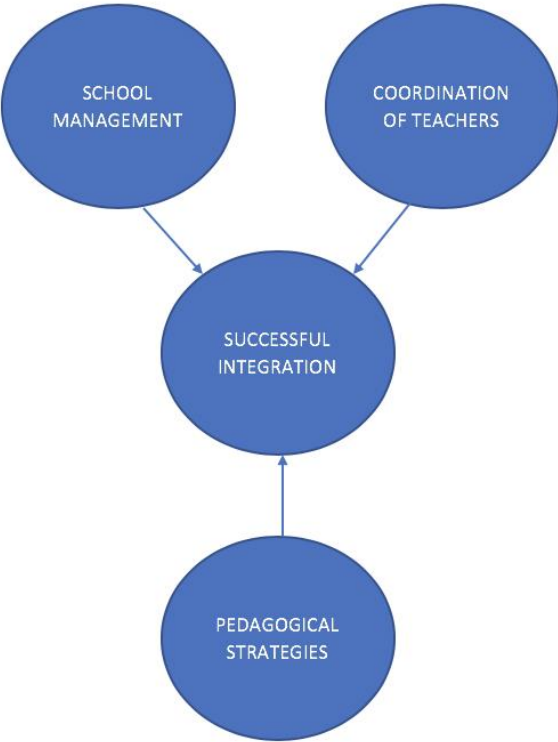 SCHOOL
MANAGEMENT
COORDINATION
OF TEACHERS
SUCCESSFUL
INTEGRATION
PEDAGOGICAL
STRATEGIES